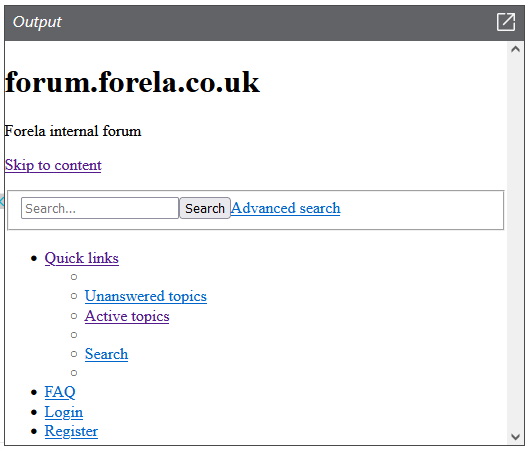 Output
forum.forela.co.uk
Forela internal forum
Skip to content
Search... Search Advanced search
Quick links
Unanswered topics
Active topics
Search
FAQ
Login
Register